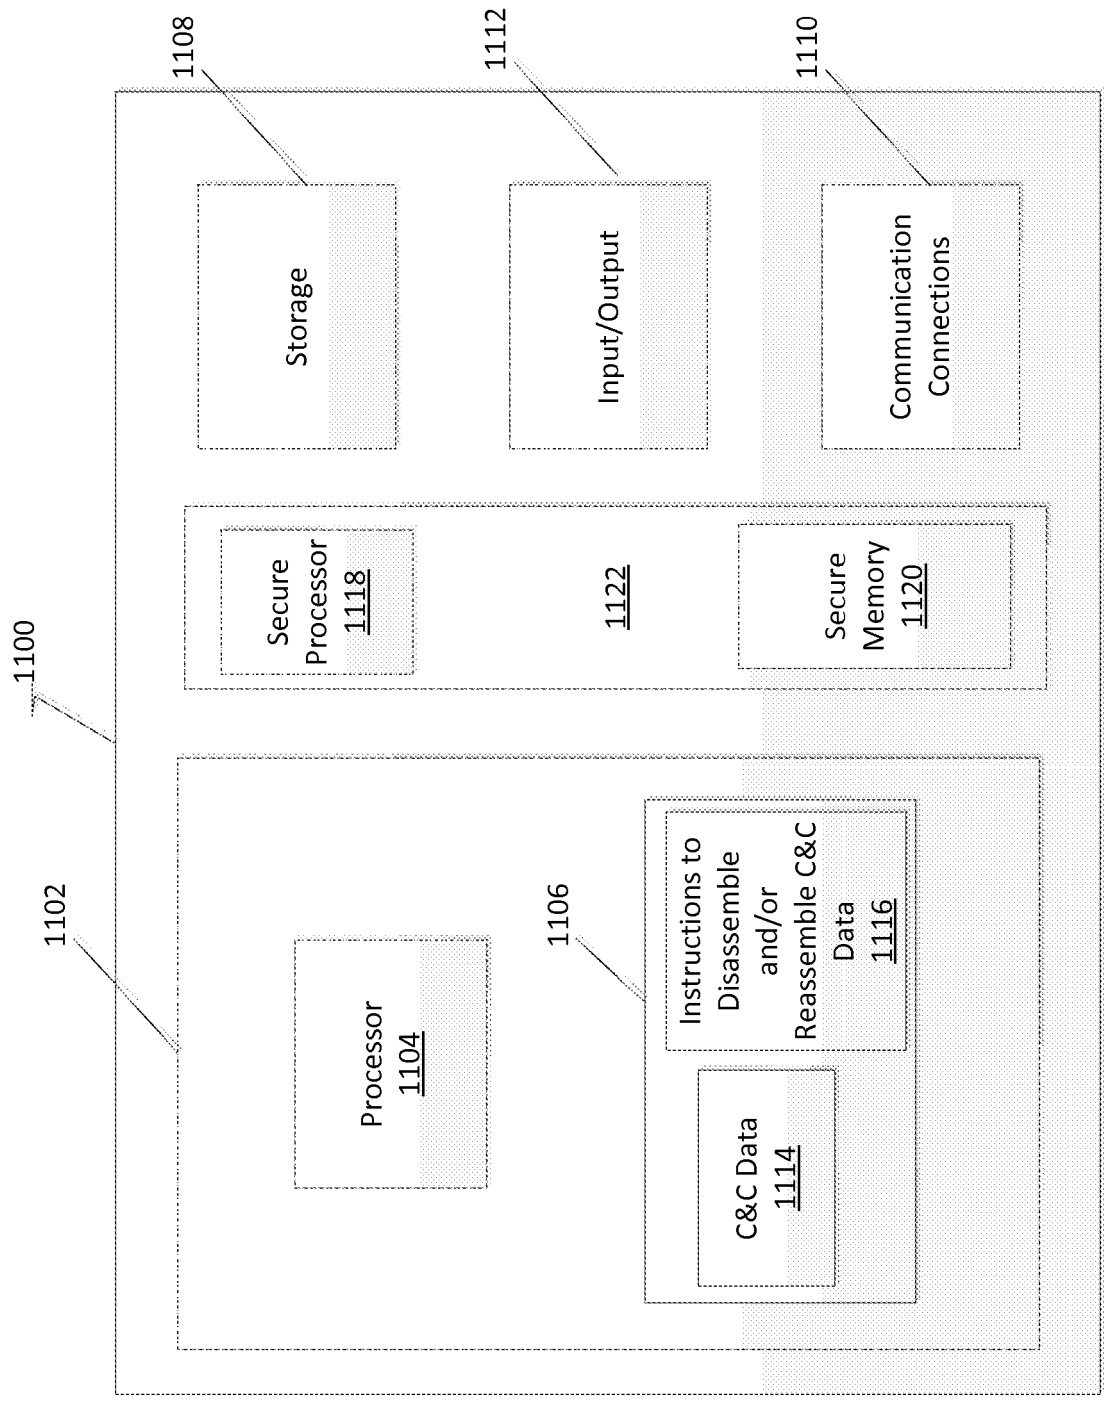 1100
1102
Processor
1104
1106
C&C Data
1114
Instructions to
Disassemble
and/or
Reassemble C&C
Data
1116
Secure
Processor
1118
1122
Secure
Memory
1120
Storage
1108
Input/Output
1112
Communication
Connections
1110